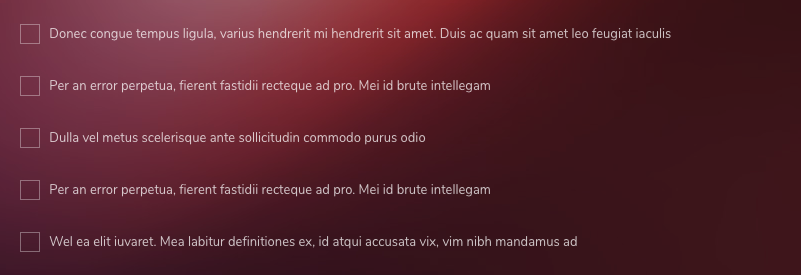 Donec congue tempus ligula, varius hendrerit mi hendrerit sit amet. Duis ac quam sit amet leo feugiat iaculis
Per an error perpetua, fierent fastidii recteque ad pro. Mei id brute intellegam
Dulla vel metus scelerisque ante sollicitudin commodo purus odio
Per an error perpetua, fierent fastidii recteque ad pro. Mei id brute intellegam
Wel ea elit iuvaret. Mea labitur definitiones ex, id atqui accusata vix, vim nibh mandamus ad